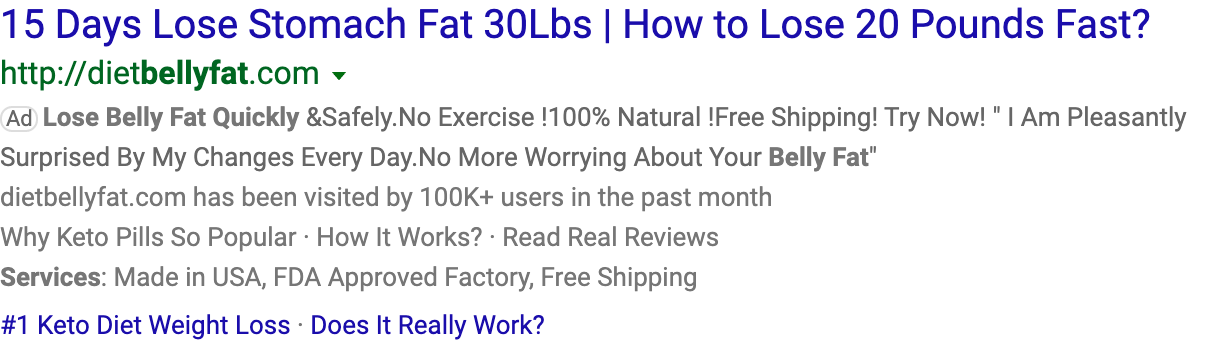 15 Days Lose Stomach Fat 30Lbs | How to Lose 20 Pounds Fast?
http://dietbellyfat.com
Ad Lose Belly Fat Quickly &Safely.No Exercise !100% Natural !Free Shipping! Try Now! " I Am Pleasantly
Surprised By My Changes Every Day.No More Worrying About Your Belly Fat"
dietbellyfat.com has been visited by 100K+ users in the past month
Why Keto Pills So Popular · How It Works? · Read Real Reviews
Services: Made in USA, FDA Approved Factory, Free Shipping
#1 Keto Diet Weight Loss · Does It Really Work?